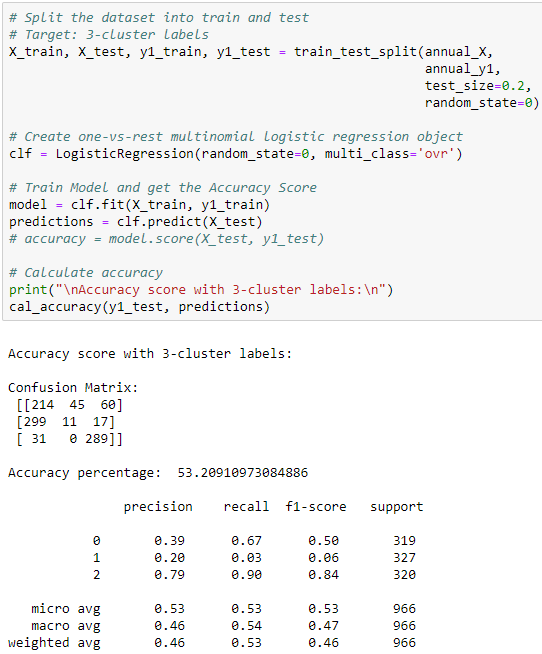 # Split the dataset into train and test
# Target: 3-cluster labels
X_train, X_test, y1_train, y1_test = train_test_split(annual_X,
annual_y1,
test_size=0.2,
random_state=0)
# Create one-vs-rest multinomial logistic regression object
clf = LogisticRegression(random_state=0, multi_class='ovr')
# Train Model and get the Accuracy Score
model = clf.fit(X_train, y1_train)
predictions = clf.predict(X_test)
# accuracy = model.score(X_test, y1_test)
# Calculate accuracy
print("\nAccuracy score with 3-cluster labels:\n")
cal_accuracy(y1_test, predictions)
Accuracy score with 3-cluster labels:
Confusion Matrix:
[[214 45 60]
[299 11 17]
[ 31 0 289]]
Accuracy percentage: 53.20910973084886
precision recall f1-score support
0 0.39 0.67 0.50 319
1 0.20 0.03 0.06 327
2 0.79 0.90 0.84 320
micro avg 0.53 0.53 0.53 966
macro avg 0.46 0.54 0.47 966
weighted avg 0.46 0.53 0.46 966